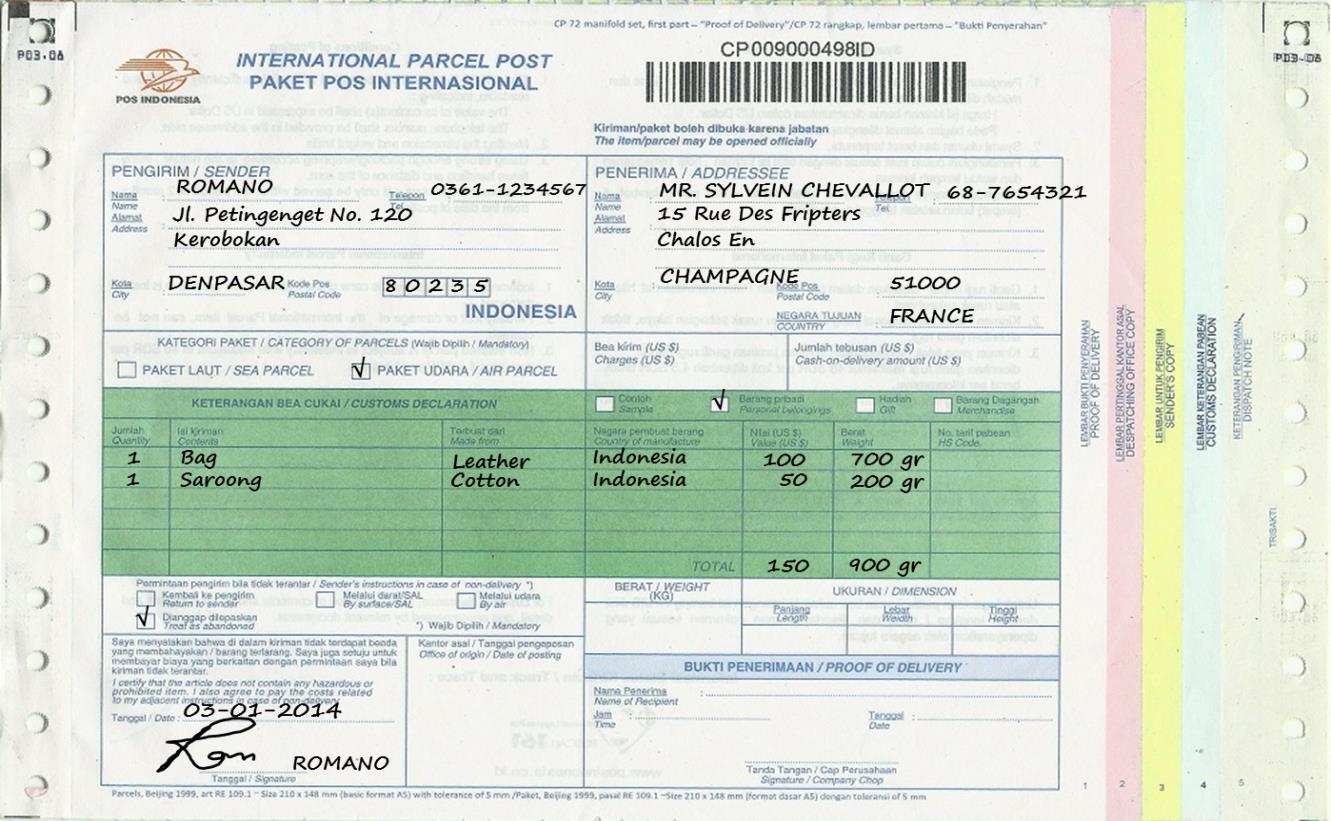 CP 72 manifold set, first part – "Proof of Delivery"/CP 72 rangkap, lembar pertama – "Bukti Penyerahan"
P03.08
POS INDONESIA
INTERNATIONAL PARCEL POST
PAKET POS INTERNASIONAL
CP009000498ID
Kiriman/paket boleh dibuka karena jabatan
The item/parcel may be opened officially
PENGIRIM / SENDER
Nama ROMANO Telepon 0361-1234567
Name Tel.
Alamat Jl. Petingenget No. 120
Address
Kerobokan
Kota DENPASAR Kode Pos 80235
City Postal Code
INDONESIA
PENERIMA / ADDRESSEE
Nama : MR. SYLVEIN CHEVALLOT Telepon 68-7654321
Name Tel.
Alamat 15 Rue Des Fripters
Address
Chalos En
Kota CHAMPAGNE Kode Pos 51000
City Postal Code
NEGARA TUJUAN FRANCE
COUNTRY
KATEGORI PAKET / CATEGORY OF PARCELS (Wajib Dipilih / Mandatory)
PAKET LAUT / SEA PARCEL √ PAKET UDARA / AIR PARCEL
Bea kirim (US $)
Charges (US $)
Jumlah tebusan (US $)
Cash-on-delivery amount (US $)
KETERANGAN BEA CUKAI / CUSTOMS DECLARATION
Contoh
Sample
√ Barang pribadi
Personal belongings
Hadiah
Gift
Barang Dagangan
Merchandise
Jumlah Isi kiriman Terbuat dari Negara pembuat barang Nilai (US $) Berat No. tarif pabean
Quantity Contents Made from Country of manufacture Value (US $) Weight HS Code.
1 Bag Leather Indonesia 100 700 gr
1 Saroong Cotton Indonesia 50 200 gr
TOTAL 150 900 gr
Permintaan pengirim bila tidak terantar / Sender's instructions in case of non-delivery *)
Kembali ke pengirim Melalui darat/SAL Melalui udara
Return to sender By surface/SAL By air
√ Dianggap dilepaskan
Treat as abandoned
*) Wajib Dipilih / Mandatory
BERAT / WEIGHT
(KG)
UKURAN / DIMENSION
Panjang Lebar Tinggi
Length Width Height
Saya menyatakan bahwa di dalam kiriman tidak terdapat benda
yang membahayakan / barang terlarang. Saya juga setuju untuk
membayar biaya yang berkaitan dengan permintaan saya bila
kiriman tidak terantar.
I certify that the article does not contain any hazardous or
prohibited item. I also agree to pay the costs related
to my adjacent instructions in case of non-delivery
Tanggal / Date : 03-01-2014
ROMANO
Tanggal / Signature
Kantor asal / Tanggal pengeposan
Office of origin / Date of posting
BUKTI PENERIMAAN / PROOF OF DELIVERY
Nama Penerima :
Name of Recipient
Jam : Tanggal :
Time Date
Tanda Tangan / Cap Perusahaan
Signature / Company Chop
Parcels, Beijing 1999, art RE 109.1 – Size 210 x 148 mm (basic format A5) with tolerance of 5 mm /Paket, Beijing 1999, pasal RE 109.1 –Size 210 x 148 mm (format dasar A5) dengan toleransi of 5 mm
LEMBAR BUKTI PENYERAHAN
PROOF OF DELIVERY
1
LEMBAR PERTINGGAL KANTOR ASAL
DESPATCHING OFFICE COPY
2
LEMBAR UNTUK PENGIRIM
SENDER'S COPY
3
LEMBAR KETERANGAN PABEAN
CUSTOMS DECLARATION
4
KETERANGAN PENGIRIMAN
DISPATCH NOTE
5
P03-08
TRISAKTI